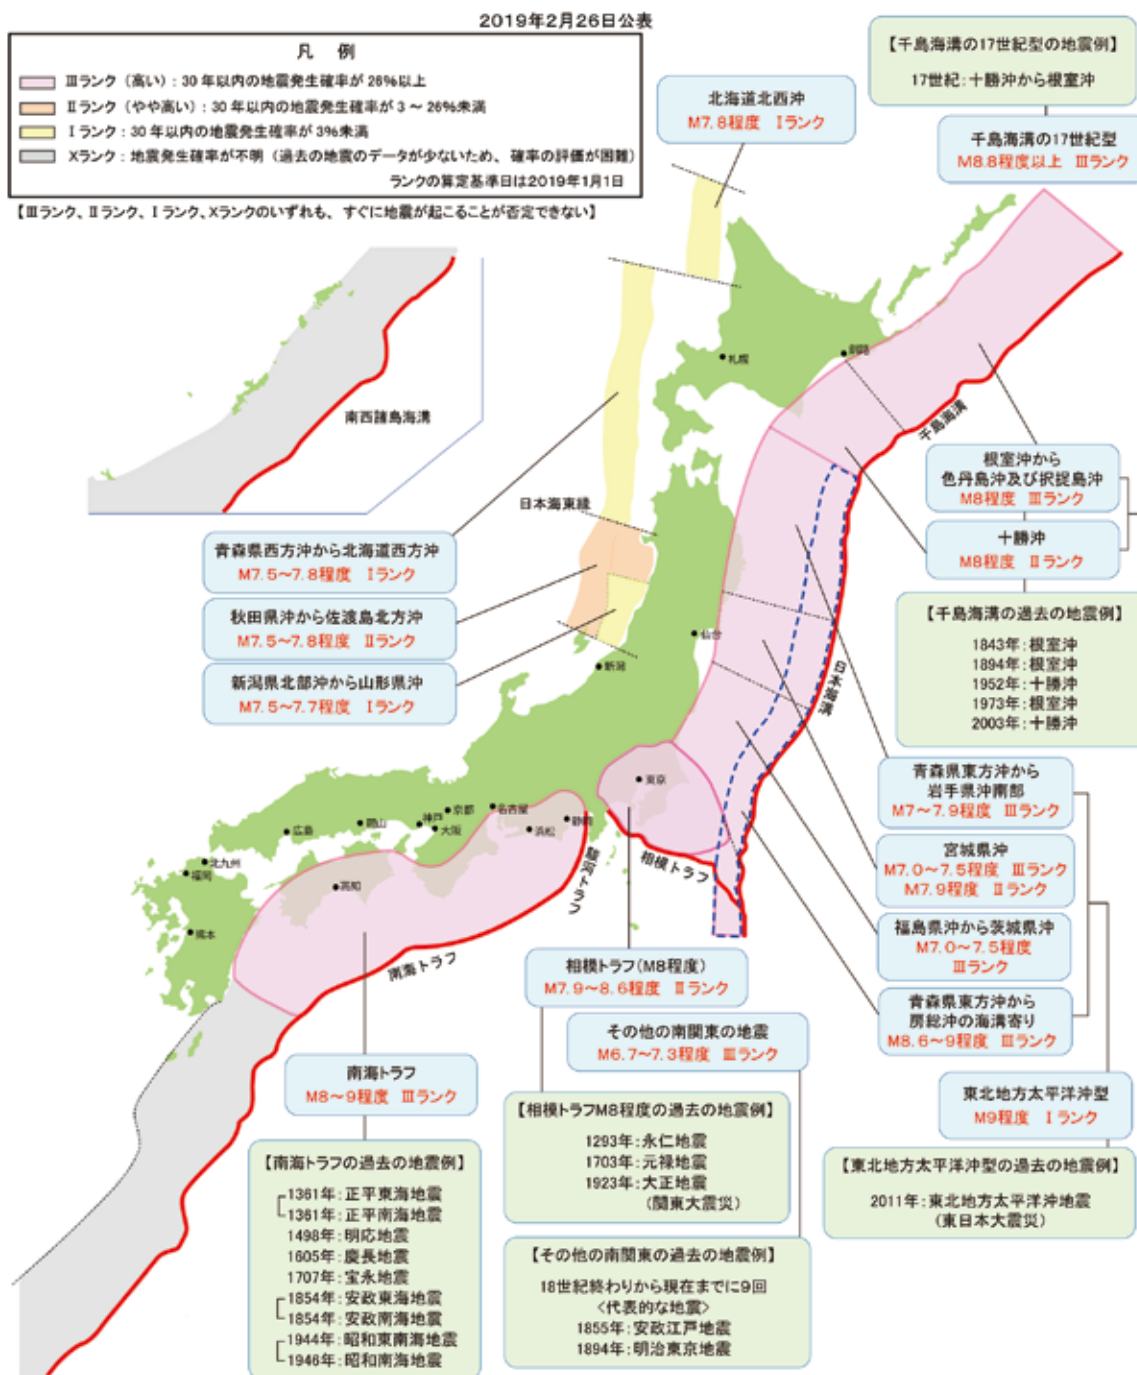 2019年2月26日公表
凡 例
Ⅲランク（高い）：30年以内の地震発生確率が26%以上
Ⅱランク（やや高い）：30年以内の地震発生確率が3～26%未満
Ⅰランク：30年以内の地震発生確率が3%未満
Xランク：地震発生確率が不明（過去の地震のデータが少ないため、確率の評価が困難）
ランクの算定基準日は2019年1月1日
【Ⅲランク、Ⅱランク、Ⅰランク、Xランクのいずれも、すぐに地震が起こることが否定できない】
【千島海溝の17世紀型の地震例】
17世紀：十勝沖から根室沖
北海道北西沖
M7.8程度 Ⅰランク
千島海溝の17世紀型
M8.8程度以上 Ⅲランク
南西諸島海溝
札幌
釧路
千島海溝
根室沖から
色丹島沖及び択捉島沖
M8程度 Ⅲランク
十勝沖
M8程度 Ⅱランク
日本海東縁
青森県西方沖から北海道西方沖
M7.5～7.8程度 Ⅰランク
秋田県沖から佐渡島北方沖
M7.5～7.8程度 Ⅱランク
新潟県北部沖から山形県沖
M7.5～7.7程度 Ⅰランク
仙台
新潟
日本海溝
【千島海溝の過去の地震例】
1843年：根室沖
1894年：根室沖
1952年：十勝沖
1973年：根室沖
2003年：十勝沖
青森県東方沖から
岩手県沖南部
M7～7.9程度 Ⅲランク
宮城県沖
M7.0～7.5程度 Ⅲランク
M7.9程度 Ⅱランク
福島県沖から茨城県沖
M7.0～7.5程度
Ⅲランク
青森県東方沖から
房総沖の海溝寄り
M8.6～9程度 Ⅲランク
東京
名古屋
京都
神戸
大阪
岡山
広島
浜松
静岡
北九州
福岡
高知
熊本
駿河トラフ
相模トラフ
南海トラフ
相模トラフ(M8程度)
M7.9～8.6程度 Ⅱランク
その他の南関東の地震
M6.7～7.3程度 Ⅲランク
南海トラフ
M8～9程度 Ⅲランク
東北地方太平洋沖型
M9程度 Ⅰランク
【東北地方太平洋沖型の過去の地震例】
2011年：東北地方太平洋沖地震
(東日本大震災)
【相模トラフM8程度の過去の地震例】
1293年：永仁地震
1703年：元禄地震
1923年：大正地震
(関東大震災)
【その他の南関東の過去の地震例】
18世紀終わりから現在までに9回
<代表的な地震>
1855年：安政江戸地震
1894年：明治東京地震
【南海トラフの過去の地震例】
1361年：正平東海地震
1361年：正平南海地震
1498年：明応地震
1605年：慶長地震
1707年：宝永地震
1854年：安政東海地震
1854年：安政南海地震
1944年：昭和東南海地震
1946年：昭和南海地震